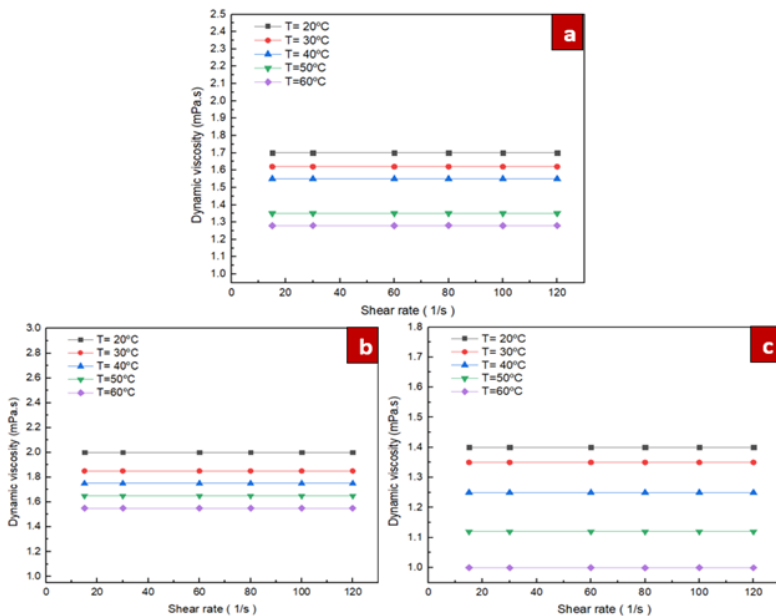 a
T= 20ºC
T= 30ºC
T= 40ºC
T=50ºC
T=60ºC
2.5
2.4
2.3
2.2
2.1
2.0
1.9
1.8
1.7
1.6
1.5
1.4
1.3
1.2
1.1
1.0
Dynamic viscosity (mPa.s)
0 20 40 60 80 100 120
Shear rate ( 1/s )
b
T= 20ºC
T= 30ºC
T= 40ºC
T=50ºC
T=60ºC
3.0
2.8
2.6
2.4
2.2
2.0
1.8
1.6
1.4
1.2
1.0
Dynamic viscosity (mPa.s)
0 20 40 60 80 100 120
Shear rate ( 1/s )
c
T= 20ºC
T= 30ºC
T= 40ºC
T=50ºC
T=60ºC
1.8
1.7
1.6
1.5
1.4
1.3
1.2
1.1
1.0
Dynamic viscosity (mPa.s)
0 20 40 60 80 100 120
Shear rate ( 1/s )